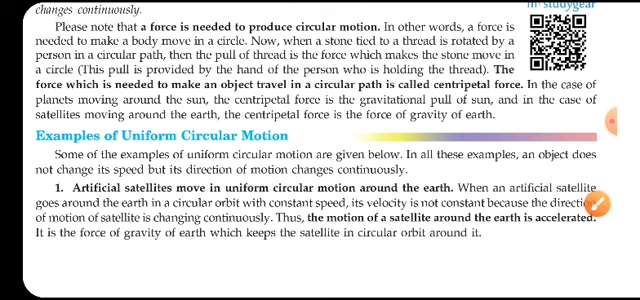 changes continuously.
my studygear
Please note that a force is needed to produce circular motion. In other words, a force is
needed to make a body move in a circle. Now, when a stone tied to a thread is rotated by a
person in a circular path, then the pull of thread is the force which makes the stone move in
a circle (This pull is provided by the hand of the person who is holding the thread). The
force which is needed to make an object travel in a circular path is called centripetal force. In the case of
planets moving around the sun, the centripetal force is the gravitational pull of sun, and in the case of
satellites moving around the earth, the centripetal force is the force of gravity of earth.
Examples of Uniform Circular Motion
Some of the examples of uniform circular motion are given below. In all these examples, an object does
not change its speed but its direction of motion changes continuously.
1. Artificial satellites move in uniform circular motion around the earth. When an artificial satellite
goes around the earth in a circular orbit with constant speed, its velocity is not constant because the direction
of motion of satellite is changing continuously. Thus, the motion of a satellite around the earth is accelerated.
It is the force of gravity of earth which keeps the satellite in circular orbit around it.